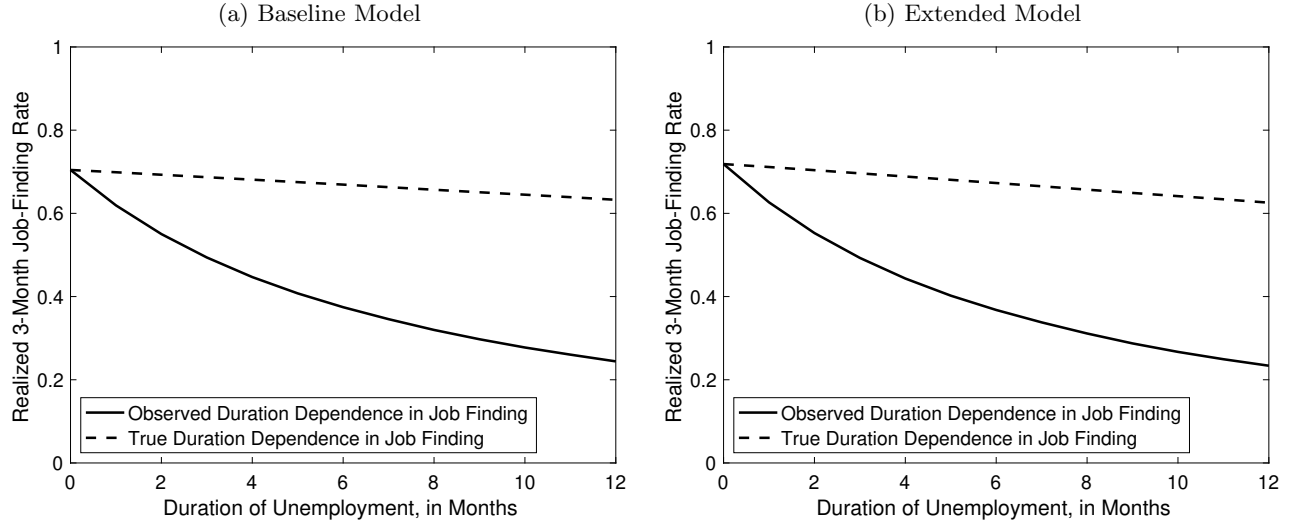 (a) Baseline Model
1
0.8
0.6
0.4
0.2
0
Realized 3-Month Job-Finding Rate
Observed Duration Dependence in Job Finding
True Duration Dependence in Job Finding
0 2 4 6 8 10 12
Duration of Unemployment, in Months
(b) Extended Model
1
0.8
0.6
0.4
0.2
0
Realized 3-Month Job-Finding Rate
Observed Duration Dependence in Job Finding
True Duration Dependence in Job Finding
0 2 4 6 8 10 12
Duration of Unemployment, in Months